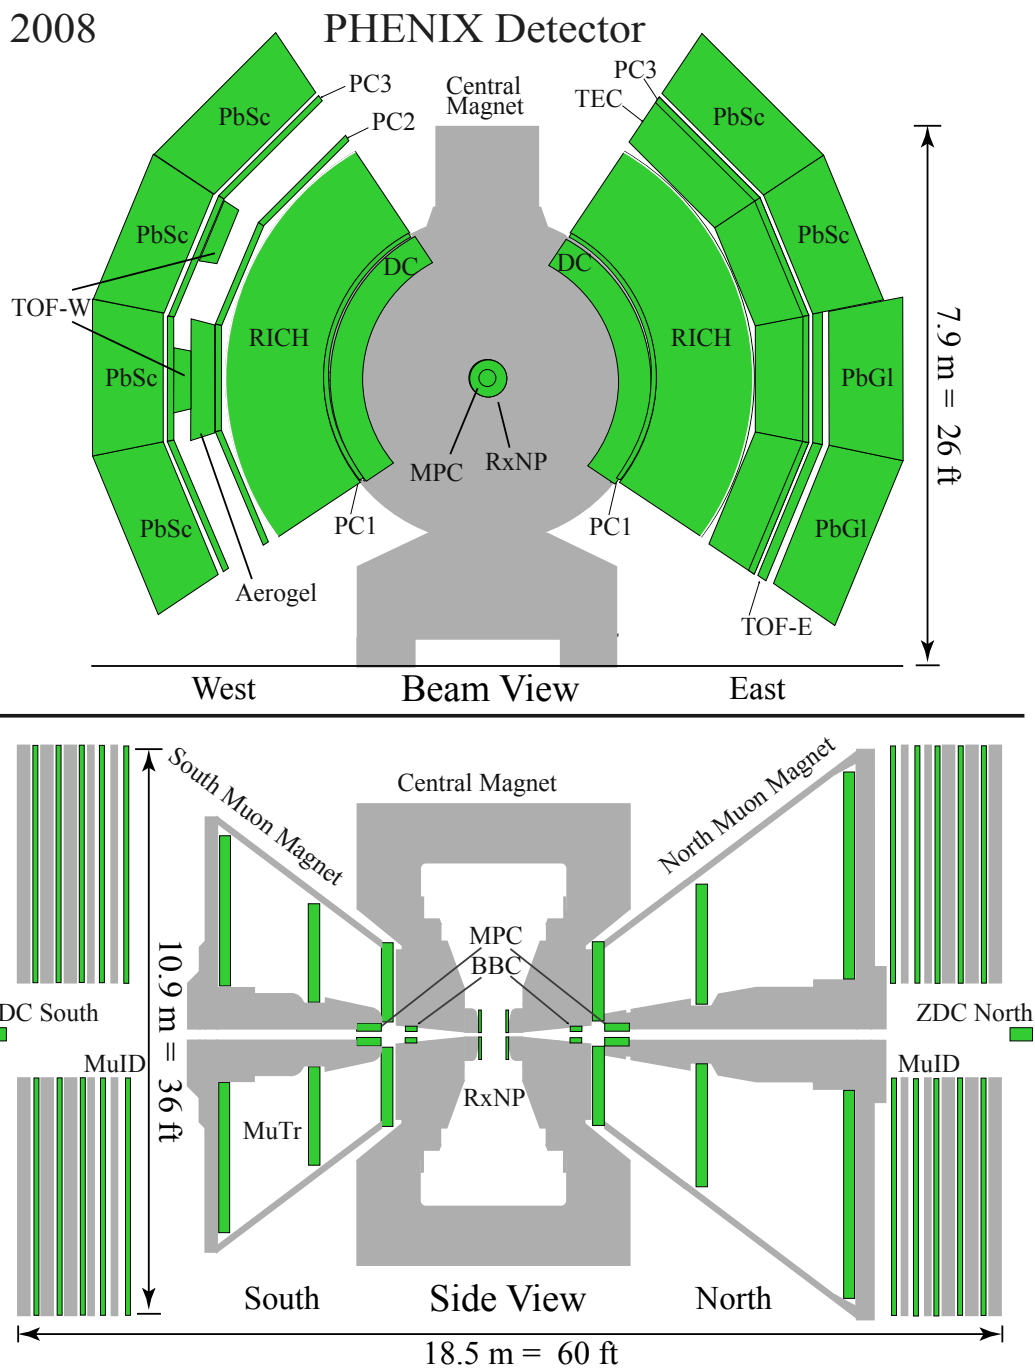 2008
PHENIX Detector
PC3
PbSc
PC2
Central
Magnet
PC3
TEC
PbSc
PbSc
PbSc
DC
DC
TOF-W
RICH
RICH
PbSc
PbGl
7.9 m = 26 ft
MPC
RxNP
PbSc
PC1
PC1
PbGl
Aerogel
TOF-E
West
Beam View
East
South Muon Magnet
Central Magnet
North Muon Magnet
MPC
BBC
10.9 m = 36 ft
DC South
ZDC North
MuID
RxNP
MuID
MuTr
South
Side View
North
18.5 m = 60 ft